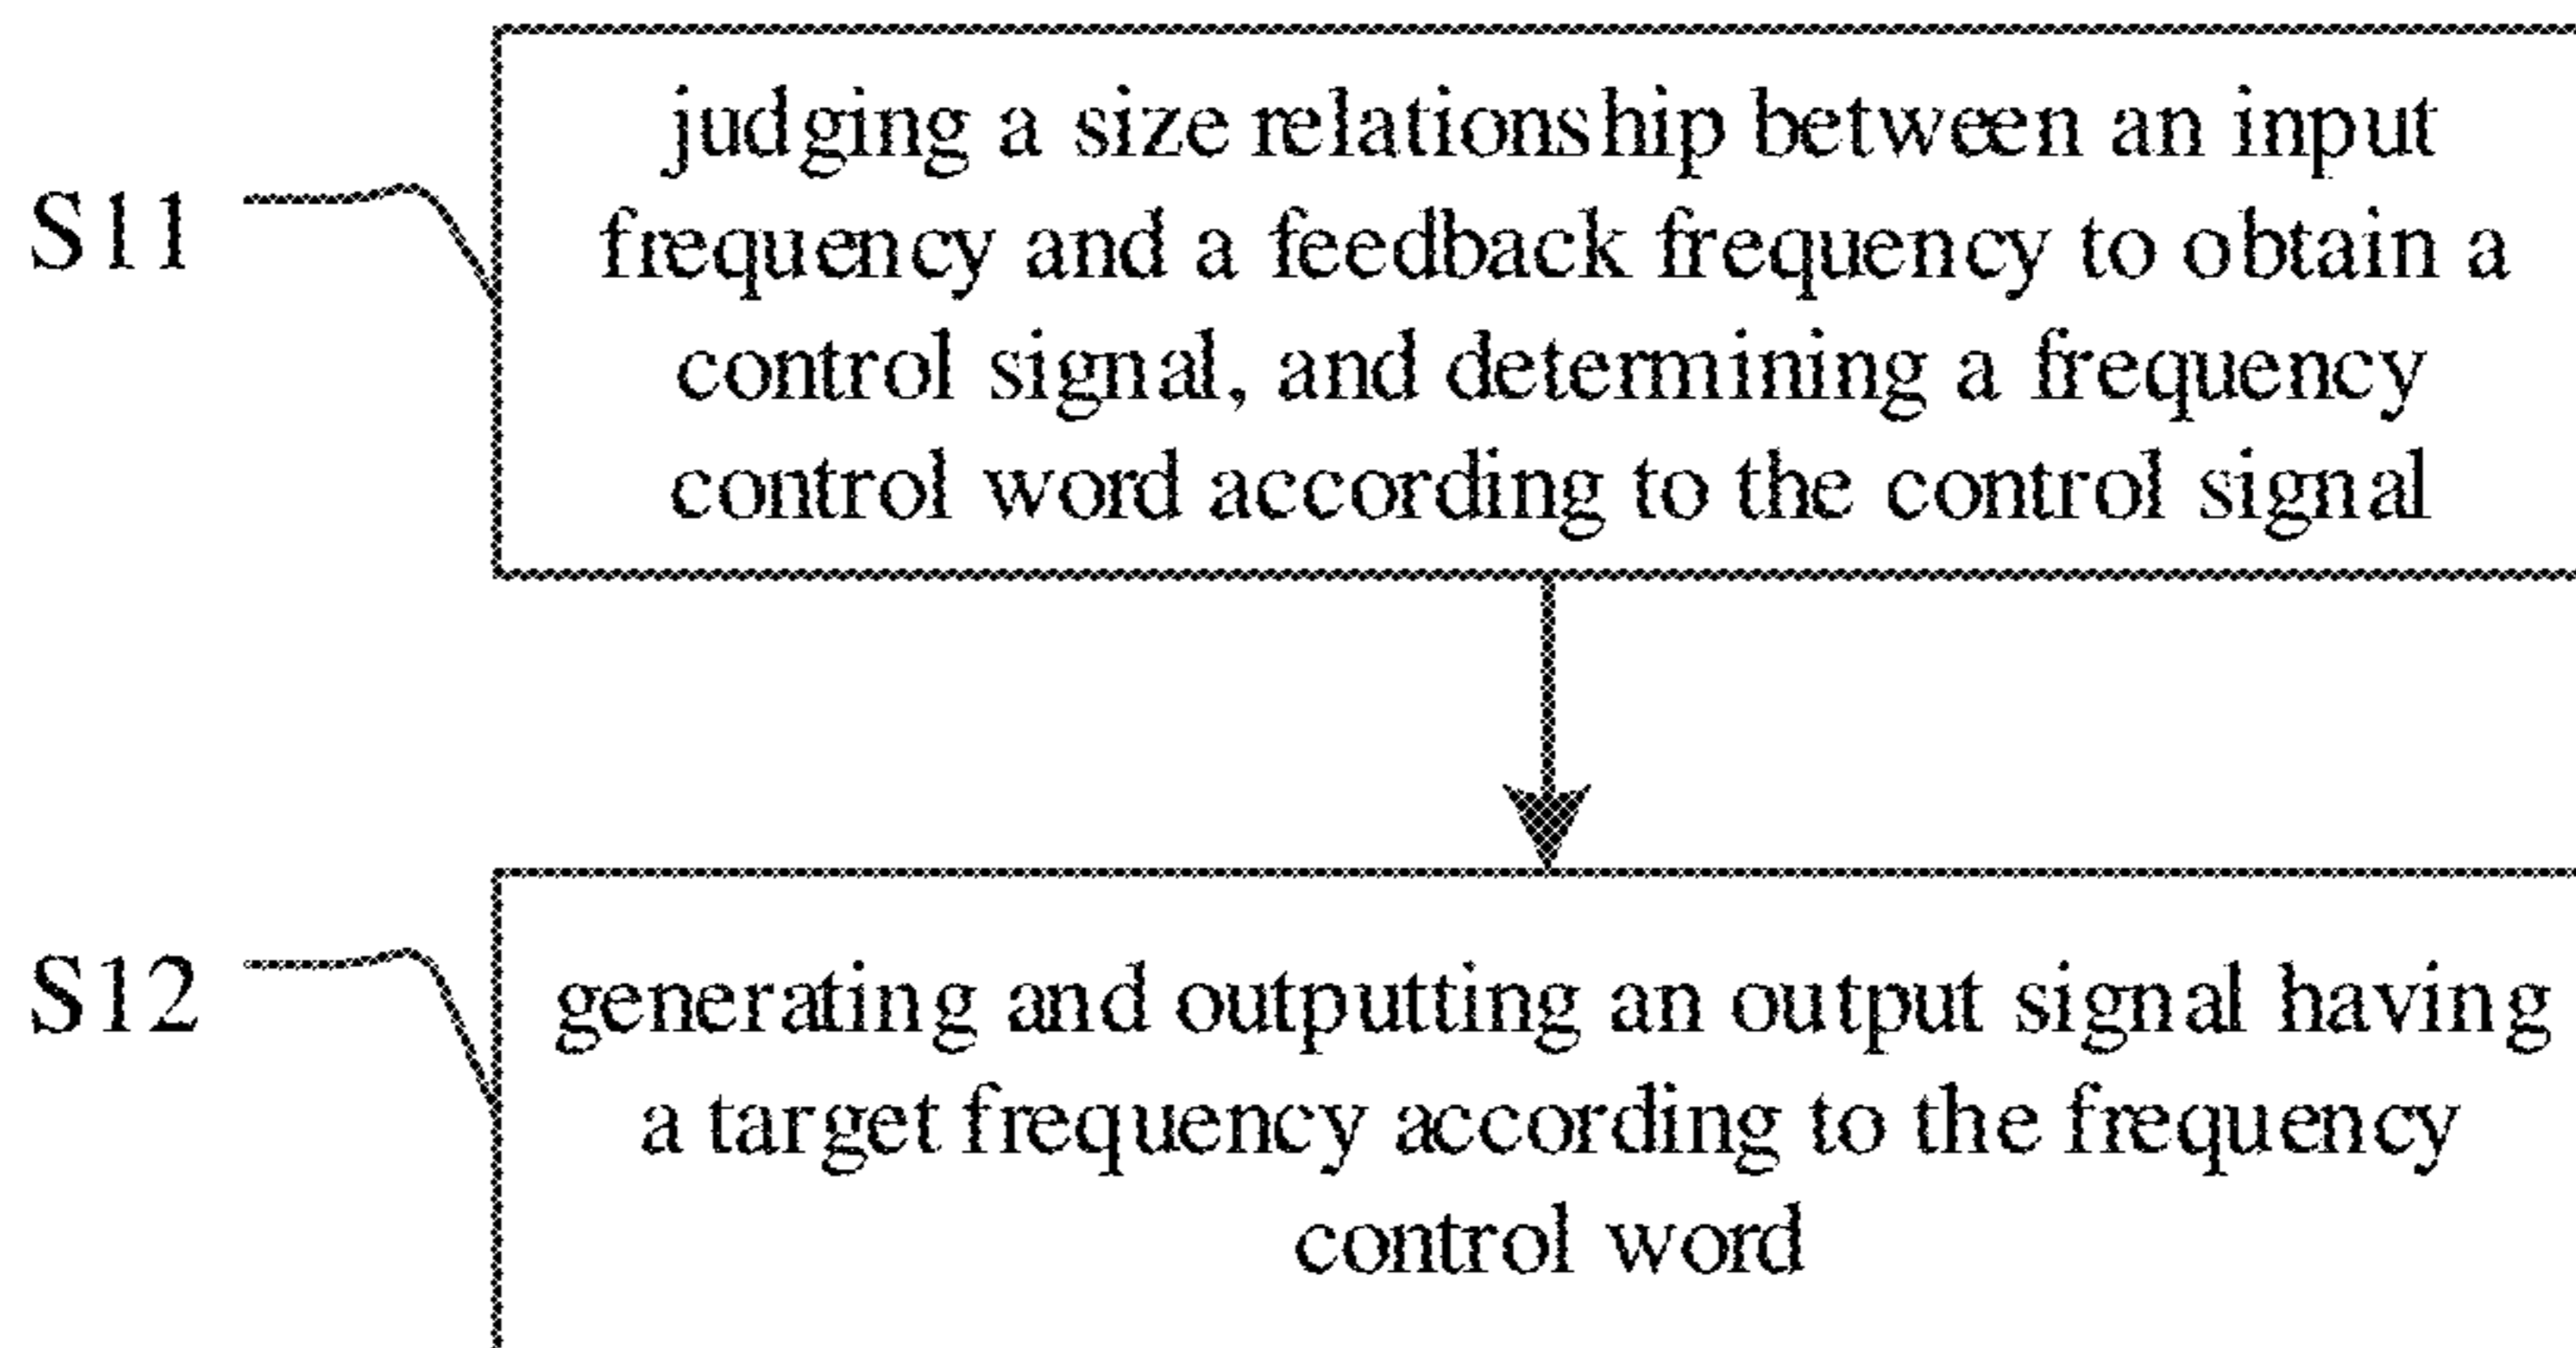 S11
judging a size relationship between an input
frequency and a feedback frequency to obtain a
control signal, and determining a frequency
control word according to the control signal
S12
generating and outputting an output signal having
a target frequency according to the frequency
control word